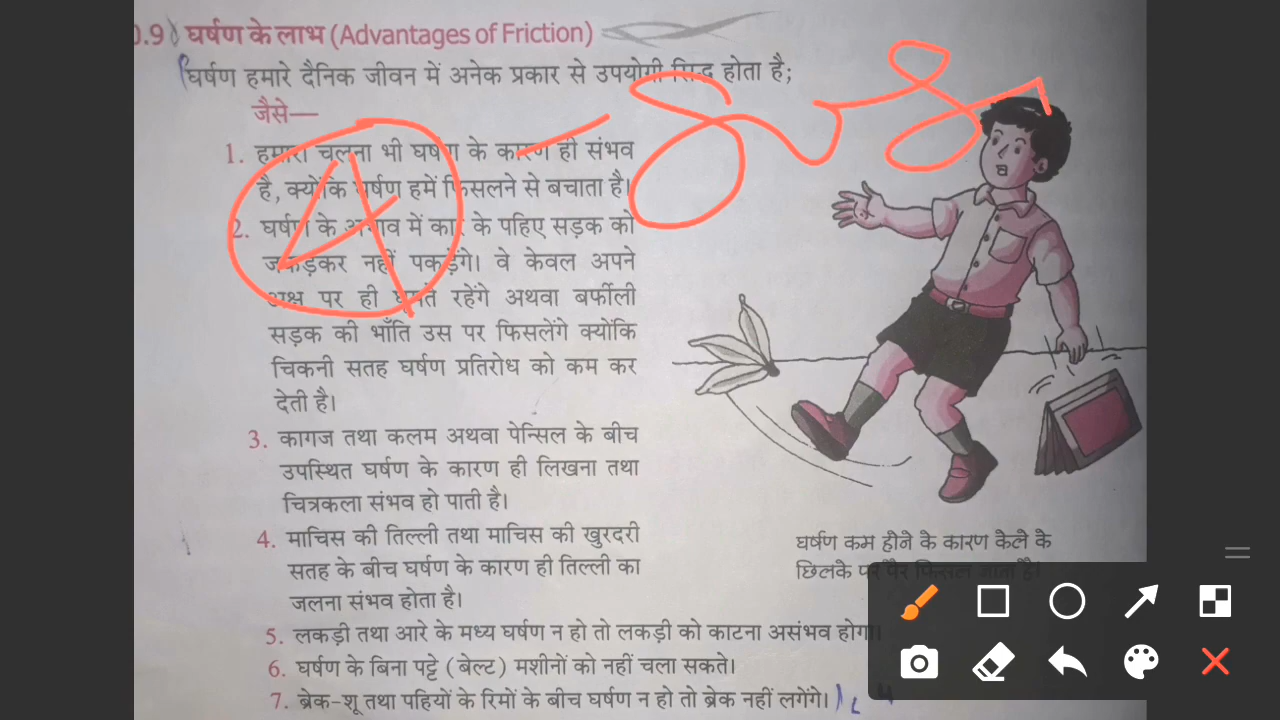 0.9 घर्षण के लाभ (Advantages of Friction)
घर्षण हमारे दैनिक जीवन में अनेक प्रकार से उपयोगी सिद्ध होता है;
जैसे—
1. हमारा चलना भी घर्षण के कारण ही संभव
है, क्योंकि घर्षण हमें फिसलने से बचाता है।
2. घर्षण के अभाव में कार के पहिए सड़क को
जकड़कर नहीं पकड़ेंगे। वे केवल अपने
अक्ष पर ही घूमते रहेंगे अथवा बर्फीली
सड़क की भाँति उस पर फिसलेंगे क्योंकि
चिकनी सतह घर्षण प्रतिरोध को कम कर
देती है।
3. कागज तथा कलम अथवा पेन्सिल के बीच
उपस्थित घर्षण के कारण ही लिखना तथा
चित्रकला संभव हो पाती है।
4. माचिस की तिल्ली तथा माचिस की खुरदरी
सतह के बीच घर्षण के कारण ही तिल्ली का
जलना संभव होता है।
5. लकड़ी तथा आरे के मध्य घर्षण न हो तो लकड़ी को काटना असंभव होगा।
6. घर्षण के बिना पट्टे (बेल्ट) मशीनों को नहीं चला सकते।
7. ब्रेक-शू तथा पहियों के रिमों के बीच घर्षण न हो तो ब्रेक नहीं लगेंगे।
घर्षण कम होने के कारण केले के
छिलके पर पैर फिसल जाता है।
4 -